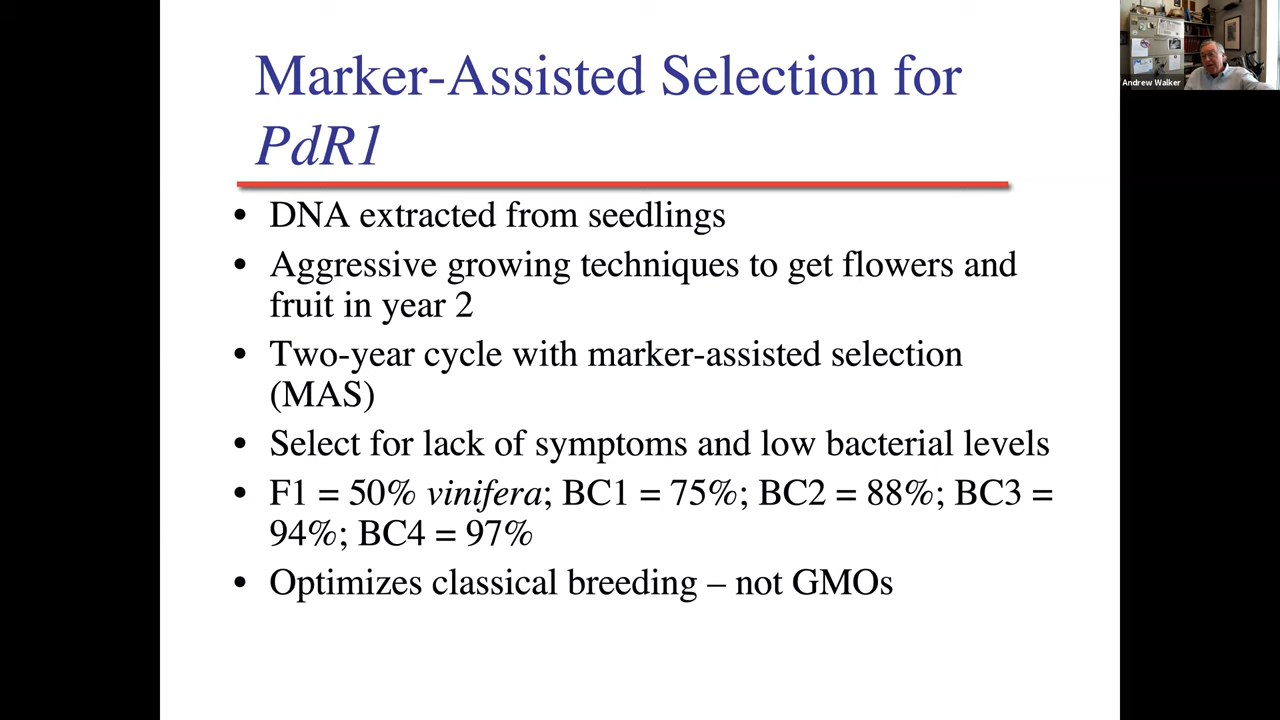 Marker-Assisted Selection for
PdR1
• DNA extracted from seedlings
• Aggressive growing techniques to get flowers and
fruit in year 2
• Two-year cycle with marker-assisted selection
(MAS)
• Select for lack of symptoms and low bacterial levels
• F1 = 50% vinifera; BC1 = 75%; BC2 = 88%; BC3 =
94%; BC4 = 97%
• Optimizes classical breeding – not GMOs
Andrew Walker